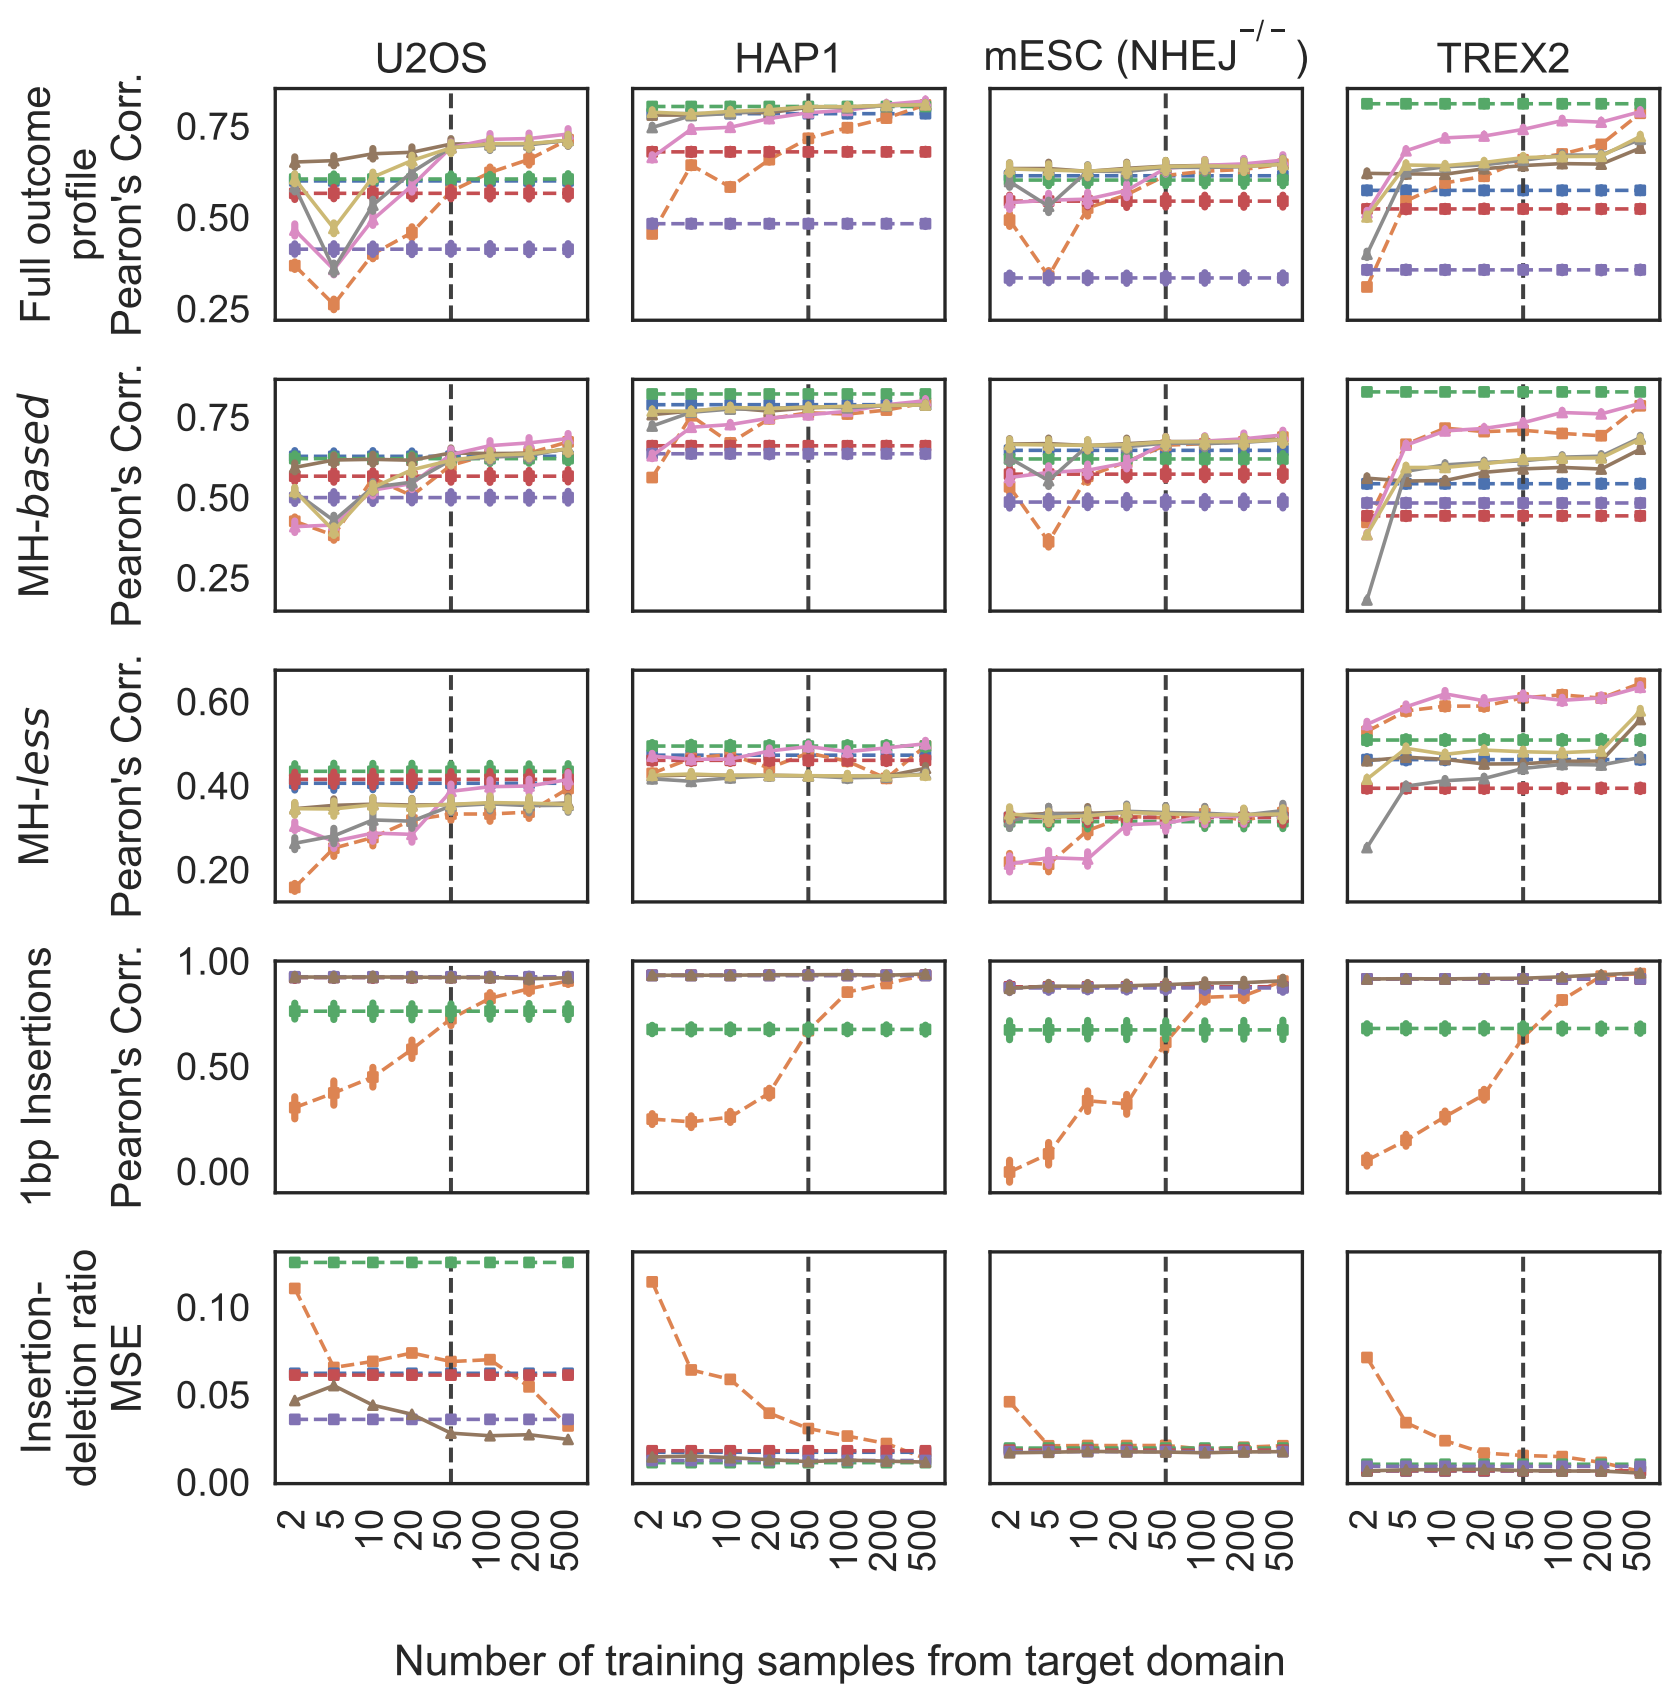 U2OS
HAP1
mESC (NHEJ−/− )
TREX2
Full outcome
profile
Pearon's Corr.
0.75
0.50
0.25
MH-based
Pearon's Corr.
0.75
0.50
0.25
MH-less
Pearon's Corr.
0.60
0.40
0.20
1bp Insertions
Pearon's Corr.
1.00
0.50
0.00
Insertion-
deletion ratio
MSE
0.10
0.05
0.00
2 5 10 20 50 100 200 500
2 5 10 20 50 100 200 500
2 5 10 20 50 100 200 500
2 5 10 20 50 100 200 500
Number of training samples from target domain